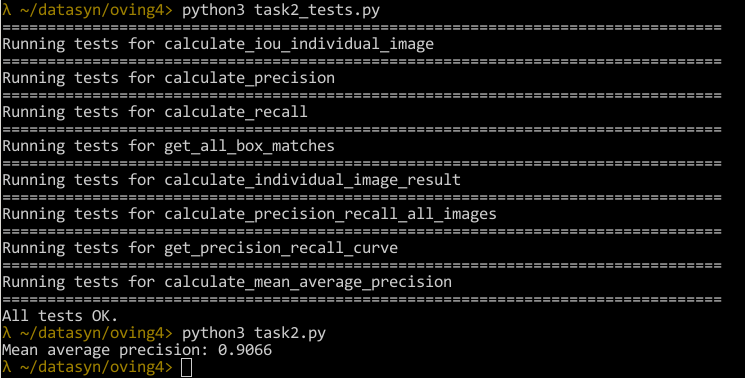 λ ~/datasyn/oving4> python3 task2_tests.py
================================================================================
Running tests for calculate_iou_individual_image
================================================================================
Running tests for calculate_precision
================================================================================
Running tests for calculate_recall
================================================================================
Running tests for get_all_box_matches
================================================================================
Running tests for calculate_individual_image_result
================================================================================
Running tests for calculate_precision_recall_all_images
================================================================================
Running tests for get_precision_recall_curve
================================================================================
Running tests for calculate_mean_average_precision
================================================================================
All tests OK.
λ ~/datasyn/oving4> python3 task2.py
Mean average precision: 0.9066
λ ~/datasyn/oving4>